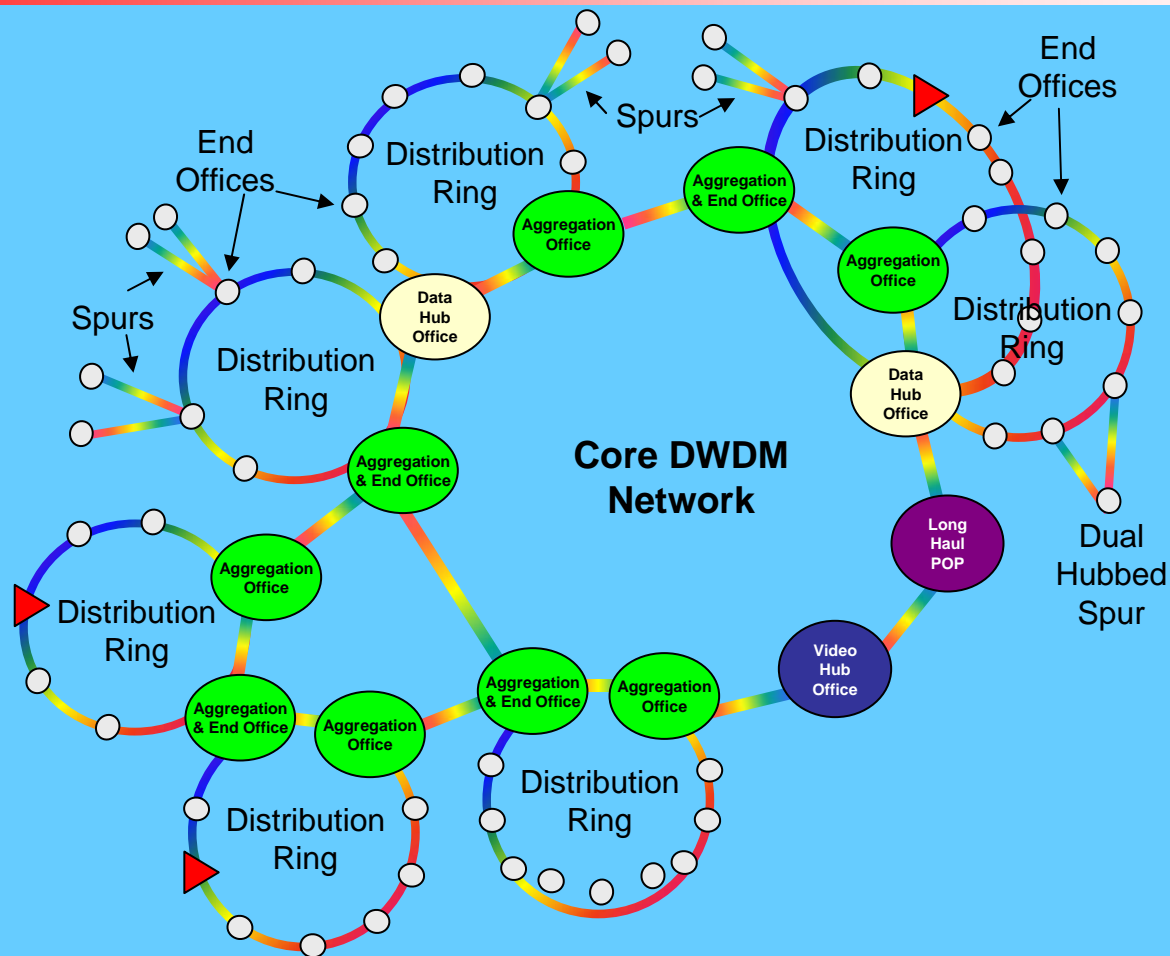 End
Offices
Spurs
End
Offices
Distribution
Ring
Distribution
Ring
Aggregation
& End Office
Aggregation
Office
Aggregation
Office
Spurs
Data
Hub
Office
Distribution
Ring
Distribution
Ring
Data
Hub
Office
Aggregation
& End Office
Core DWDM
Network
Long
Haul
POP
Dual
Hubbed
Spur
Aggregation
Office
Distribution
Ring
Video
Hub
Office
Aggregation
& End Office
Aggregation
Office
Aggregation
& End Office
Aggregation
Office
Distribution
Ring
Distribution
Ring